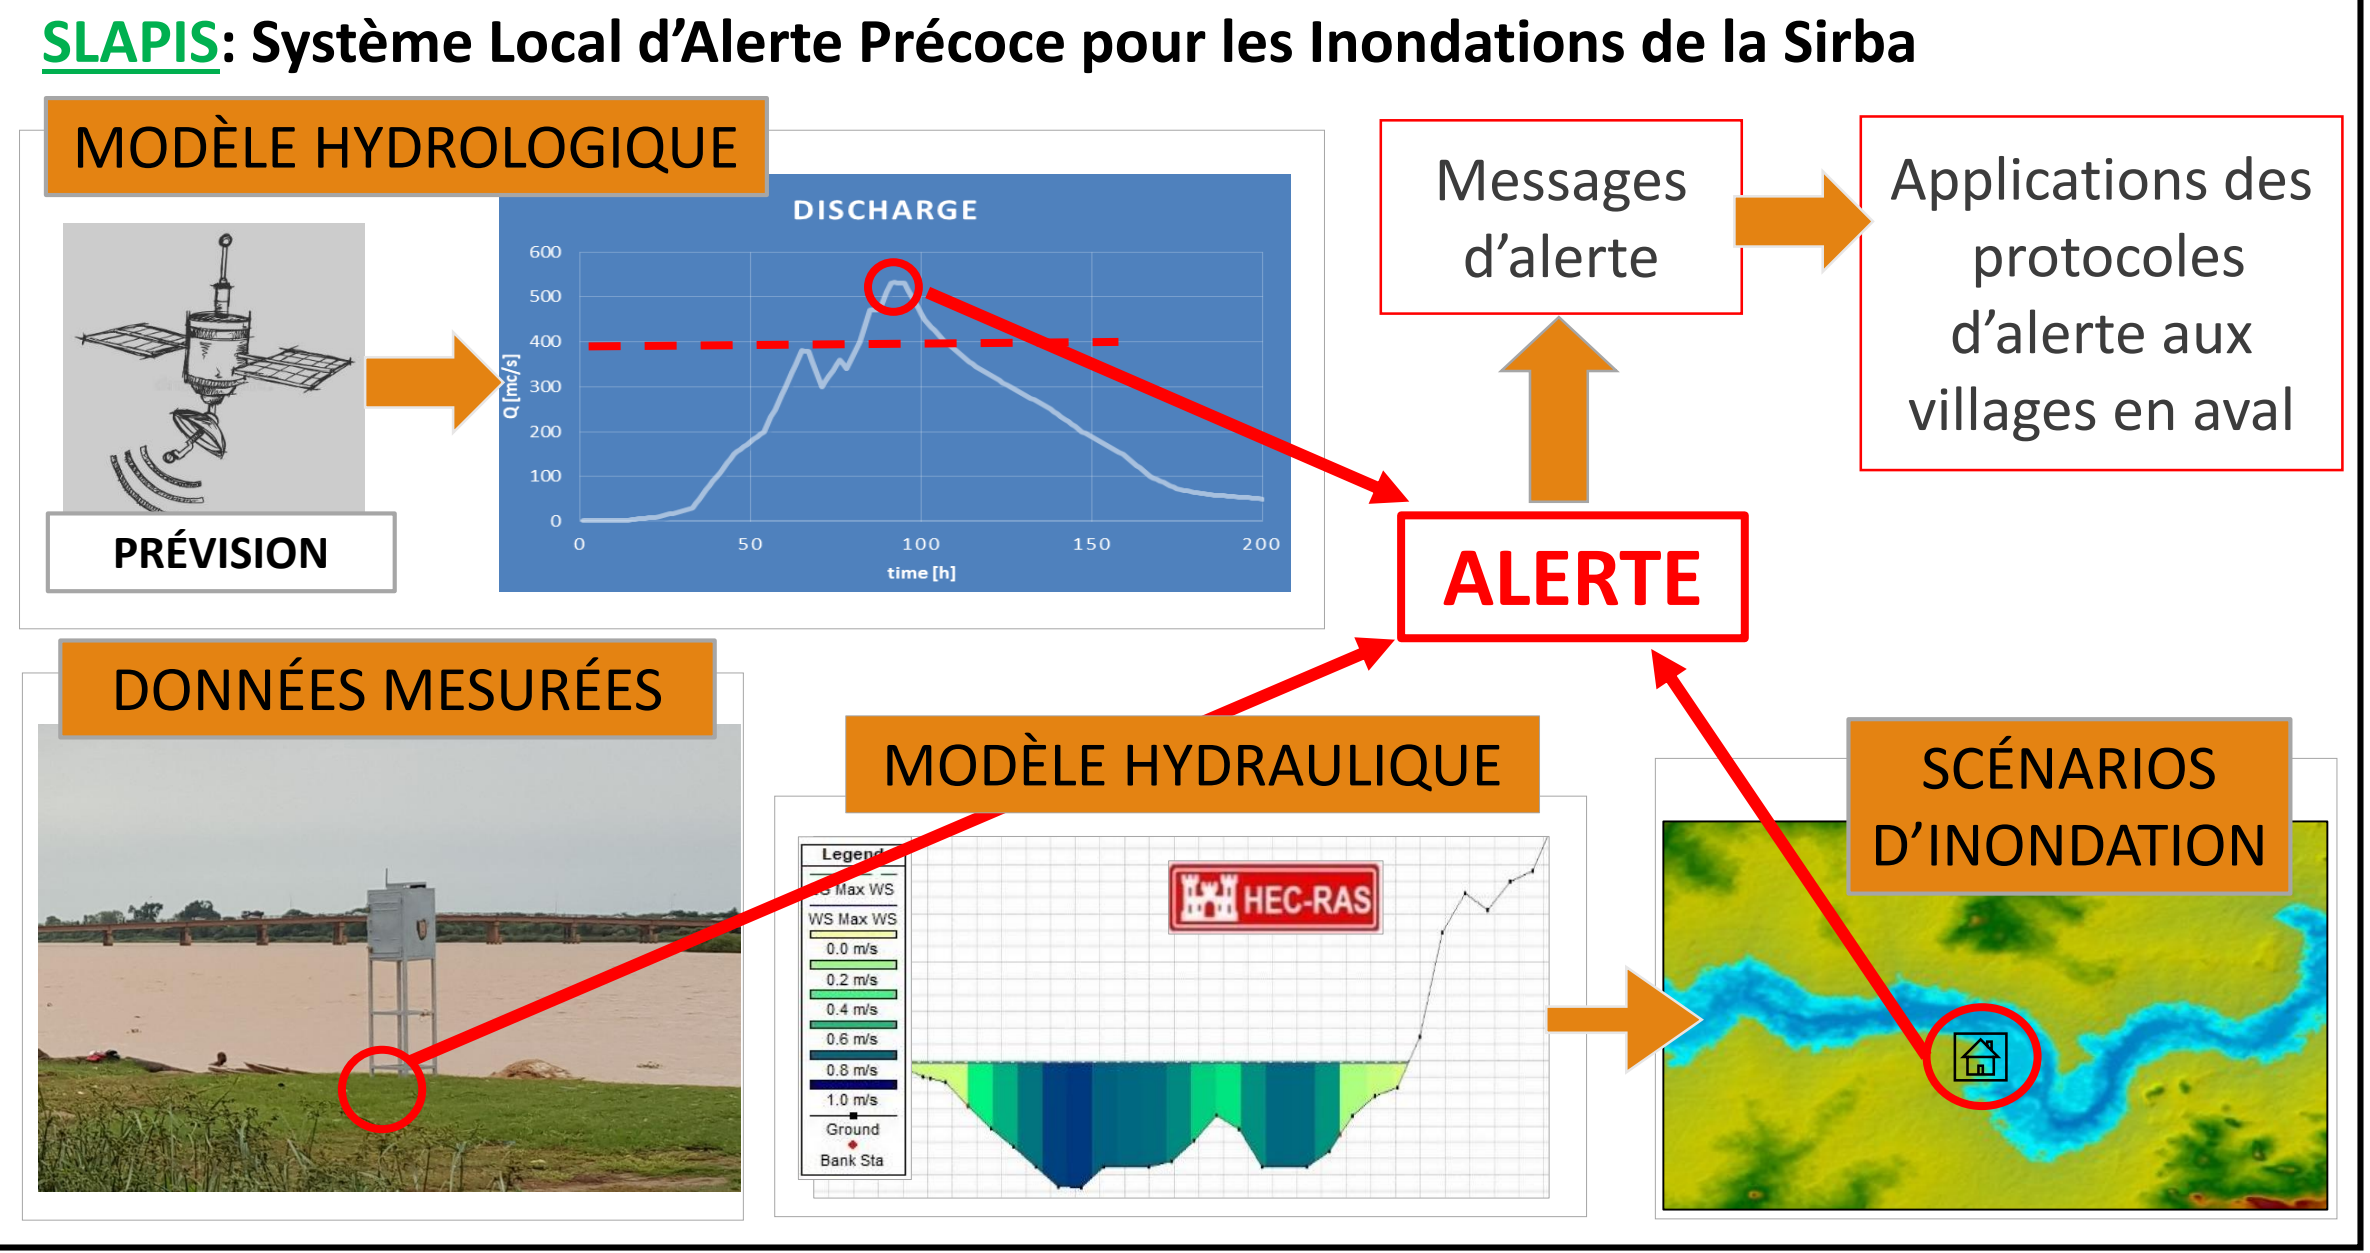 SLAPIS: Système Local d’Alerte Précoce pour les Inondations de la Sirba
MODÈLE HYDROLOGIQUE
PRÉVISION
DISCHARGE
600
500
400
300
200
100
0
Q [mc/s]
0 50 100 150 200
time [h]
Messages
d’alerte
Applications des
protocoles
d’alerte aux
villages en aval
ALERTE
DONNÉES MESURÉES
MODÈLE HYDRAULIQUE
Legend
Max WS
WS Max WS
0.0 m/s
0.2 m/s
0.4 m/s
0.6 m/s
0.8 m/s
1.0 m/s
Ground
Bank Sta
HEC-RAS
SCÉNARIOS
D’INONDATION